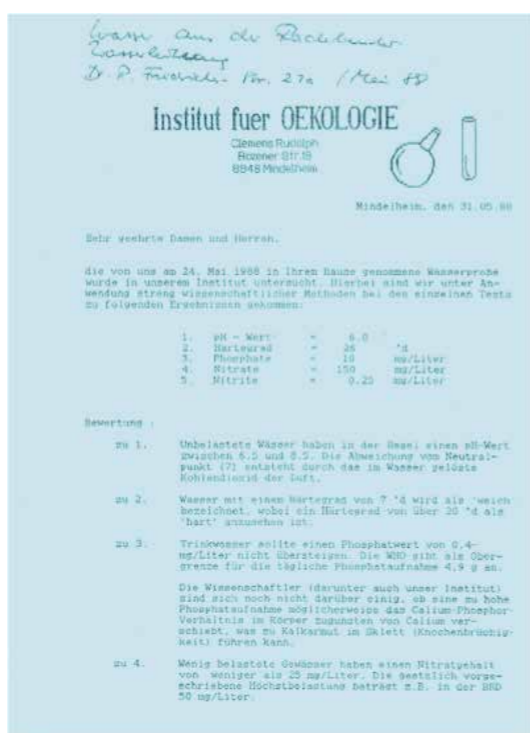 Wasser aus der
Wasserleitung
Dr. P. Friedrich- 27a / Mai 88
Institut fuer OEKOLOGIE
Clemens Rudolph
Bozener Str.18
8948 Mindelheim
Mindelheim, den 31.05.88
Sehr geehrte Damen und Herren,
die von uns am 24. Mai 1988 in Ihrem Hause genommene Wasserprobe
wurde in unserem Institut untersucht. Hierbei sind wir unter An-
wendung streng wissenschaftlicher Methoden bei den einzelnen Tests
zu folgenden Ergebnissen gekommen:
1. pH - Wert = 6.0
2. Härtegrad = 26 °d
3. Phosphate = 10 mg/Liter
4. Nitrate = 150 mg/Liter
5. Nitrite = 0.25 mg/Liter
Bewertung :
zu 1. Unbelastete Wässer haben in der Regel einen pH-Wert
zwischen 6.5 und 8.5. Die Abweichung vom Neutral-
punkt (7) entsteht durch das im Wasser gelöste
Kohlendioxid der Luft.
zu 2. Wasser mit einem Härtegrad von 7 °d wird als 'weich
bezeichnet, wobei ein Härtegrad von über 20 °d als
'hart' anzusehen ist.
zu 3. Trinkwasser sollte einen Phosphatwert von 0.4-
mg/Liter nicht übersteigen. Die WHO gibt als Ober-
grenze für die tägliche Phosphataufnahme 4,9 g an.
Die Wissenschaftler (darunter auch unser Institut)
sind sich noch nicht darüber einig, ob eine zu hohe
Phosphataufnahme möglicherweise das Calium-Phosphor-
Verhältnis im Körper zugunsten von Calium ver-
schiebt, was zu Kalkarmut im Sklett (Knochenbrüchig-
keit) führen kann.
zu 4. Wenig belastete Gewässer haben einen Nitratgehalt
von weniger als 25 mg/Liter. Die gestzlich vorge-
schriebene Höchstbelastung beträgt z.B. in der BRD
50 mg/Liter.